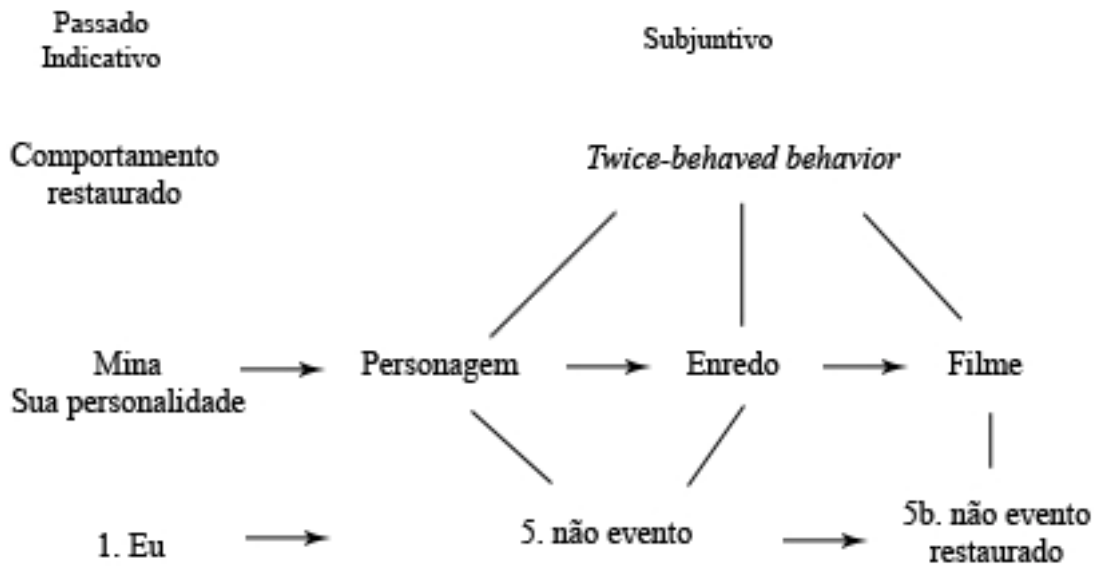 Passado
Indicativo
Subjuntivo
Comportamento
restaurado
Twice-behaved behavior
Mina
Sua personalidade
Personagem
Enredo
Filme
1. Eu
5. não evento
5b. não evento
restaurado